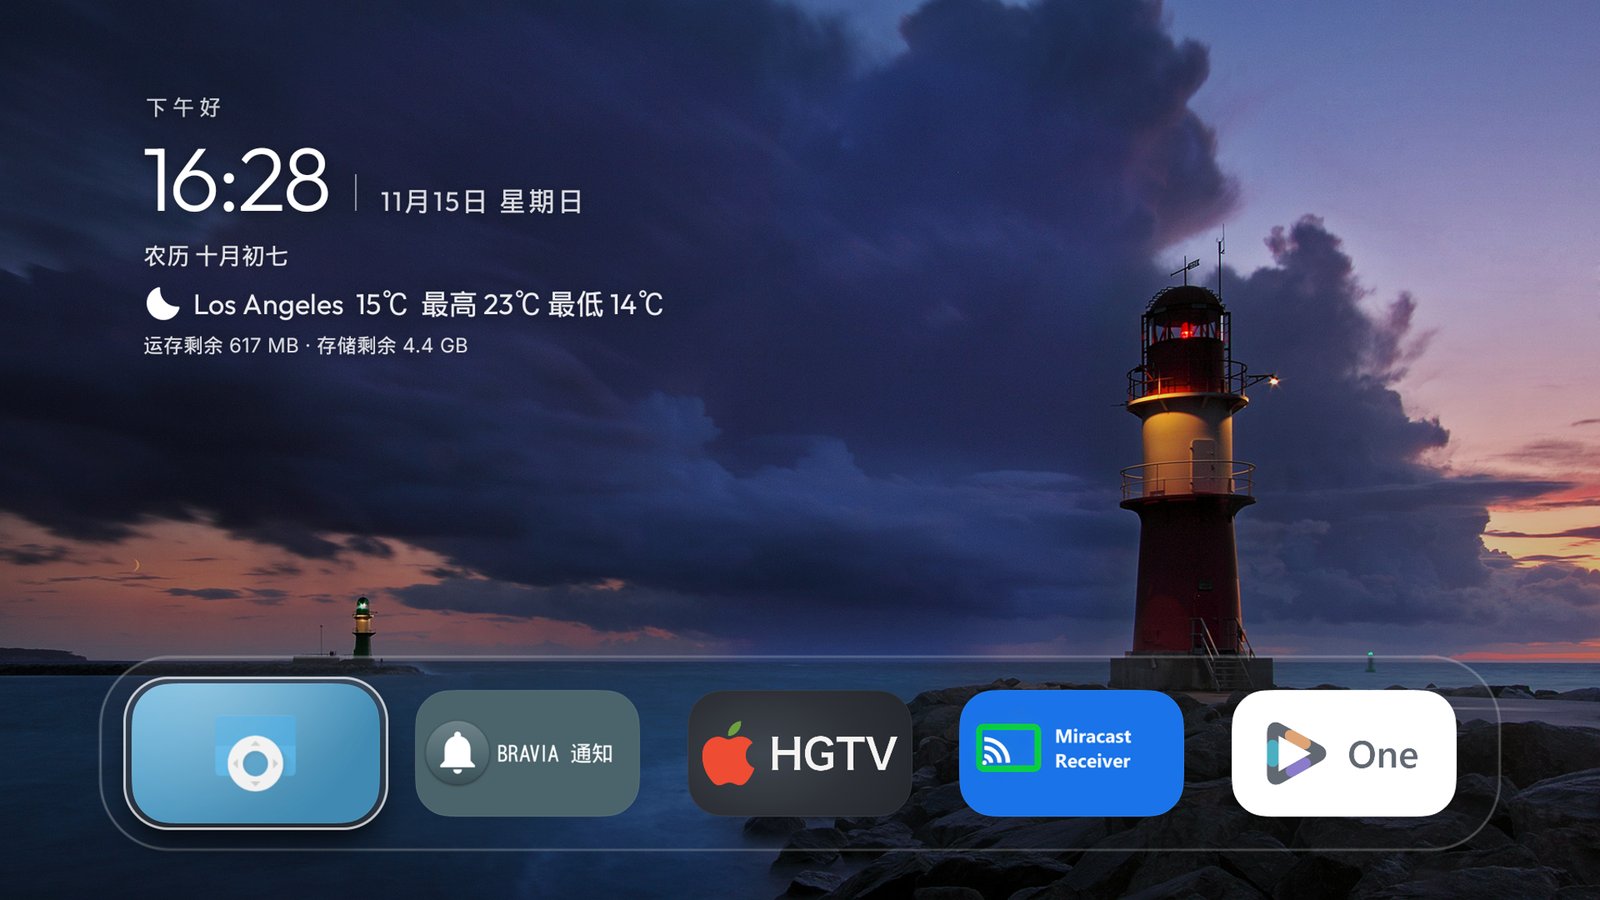 下午好
16:28
11月15日 星期日
农历 十月初七
Los Angeles 15℃ 最高 23℃ 最低 14℃
运存剩余 617 MB · 存储剩余 4.4 GB
BRAVIA 通知
HGTV
Miracast
Receiver
One